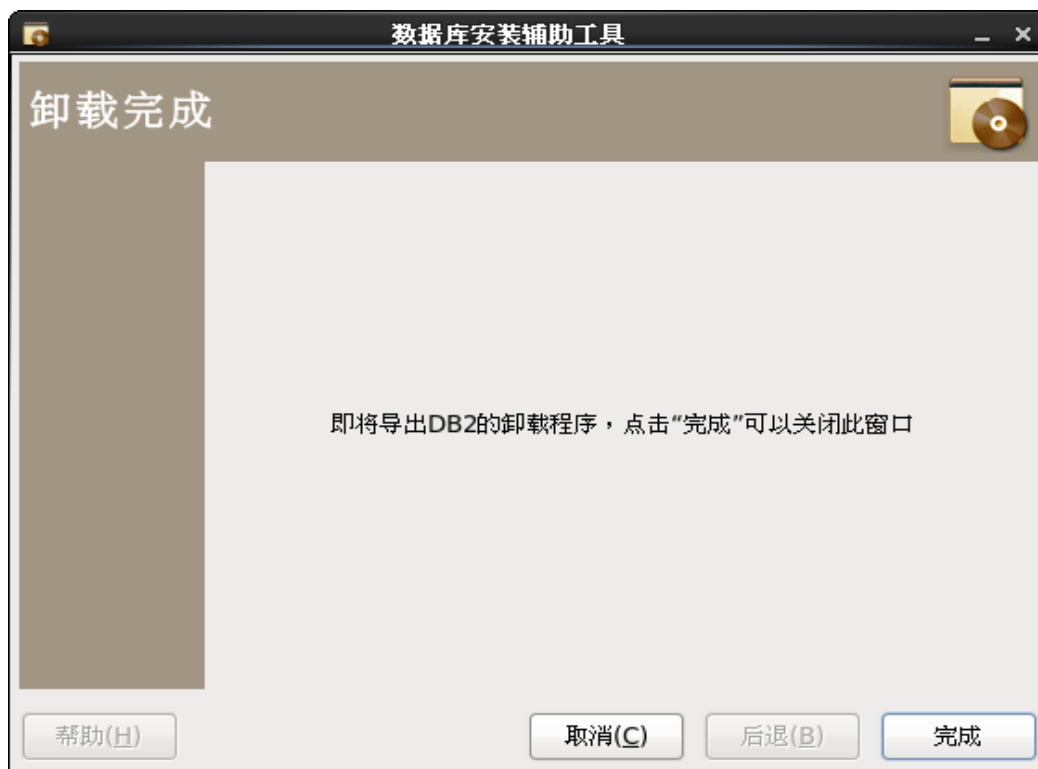 数据库安装辅助工具
卸载完成
即将导出DB2的卸载程序，点击“完成”可以关闭此窗口
帮助(H)
取消(C)
后退(B)
完成